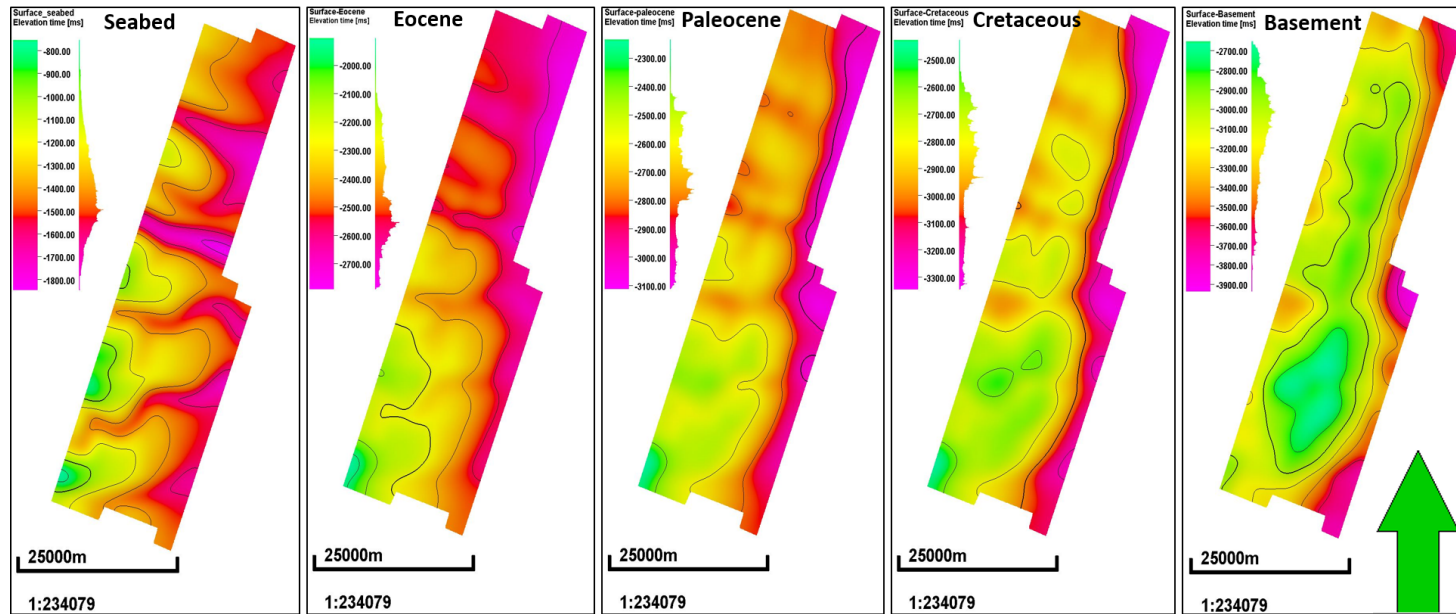 Surface_seabed
Elevation time [ms]
Seabed
-800.00
-900.00
-1000.00
-1100.00
-1200.00
-1300.00
-1400.00
-1500.00
-1600.00
-1700.00
-1800.00
25000m
1:234079
Surface-Eocene
Elevation time [ms]
Eocene
-2000.00
-2100.00
-2200.00
-2300.00
-2400.00
-2500.00
-2600.00
-2700.00
25000m
1:234079
Surface-paleocene
Elevation time [ms]
Paleocene
-2300.00
-2400.00
-2500.00
-2600.00
-2700.00
-2800.00
-2900.00
-3000.00
-3100.00
25000m
1:234079
Surface-Cretaceous
Elevation time [ms]
Cretaceous
-2500.00
-2600.00
-2700.00
-2800.00
-2900.00
-3000.00
-3100.00
-3200.00
-3300.00
25000m
1:234079
Surface-Basement
Elevation time [ms]
Basement
-2700.00
-2800.00
-2900.00
-3000.00
-3100.00
-3200.00
-3300.00
-3400.00
-3500.00
-3600.00
-3700.00
-3800.00
-3900.00
25000m
1:234079